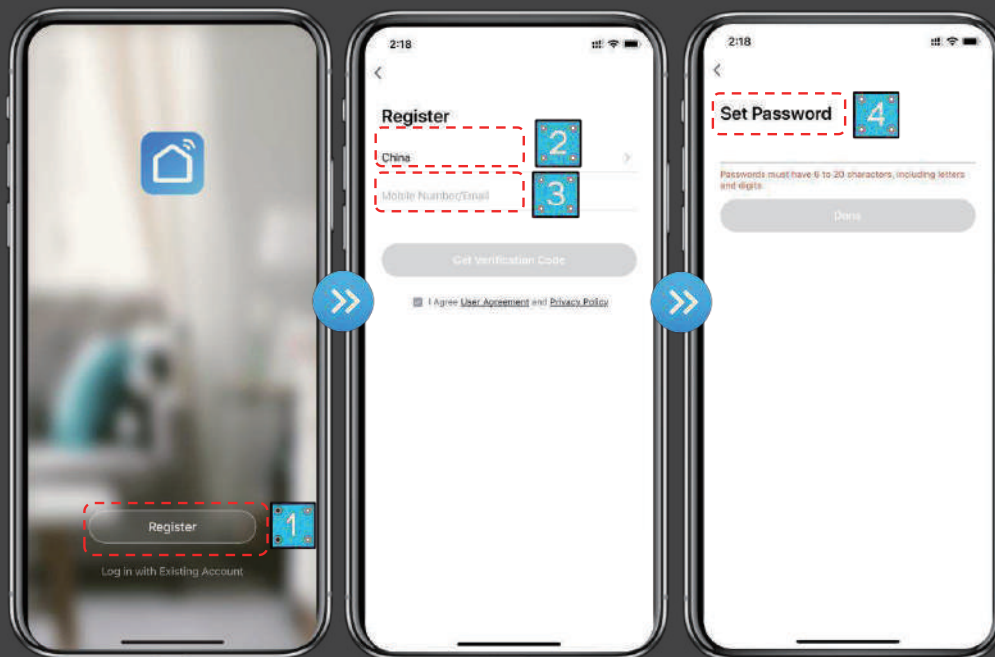 Register
1
Log in with Existing Account
2:18
Register
China
2
Mobile Number/Email
3
Get Verification Code
I Agree User Agreement and Privacy Policy
2:18
Set Password
4
Passwords must have 6 to 20 characters, including letters
and digits
Done